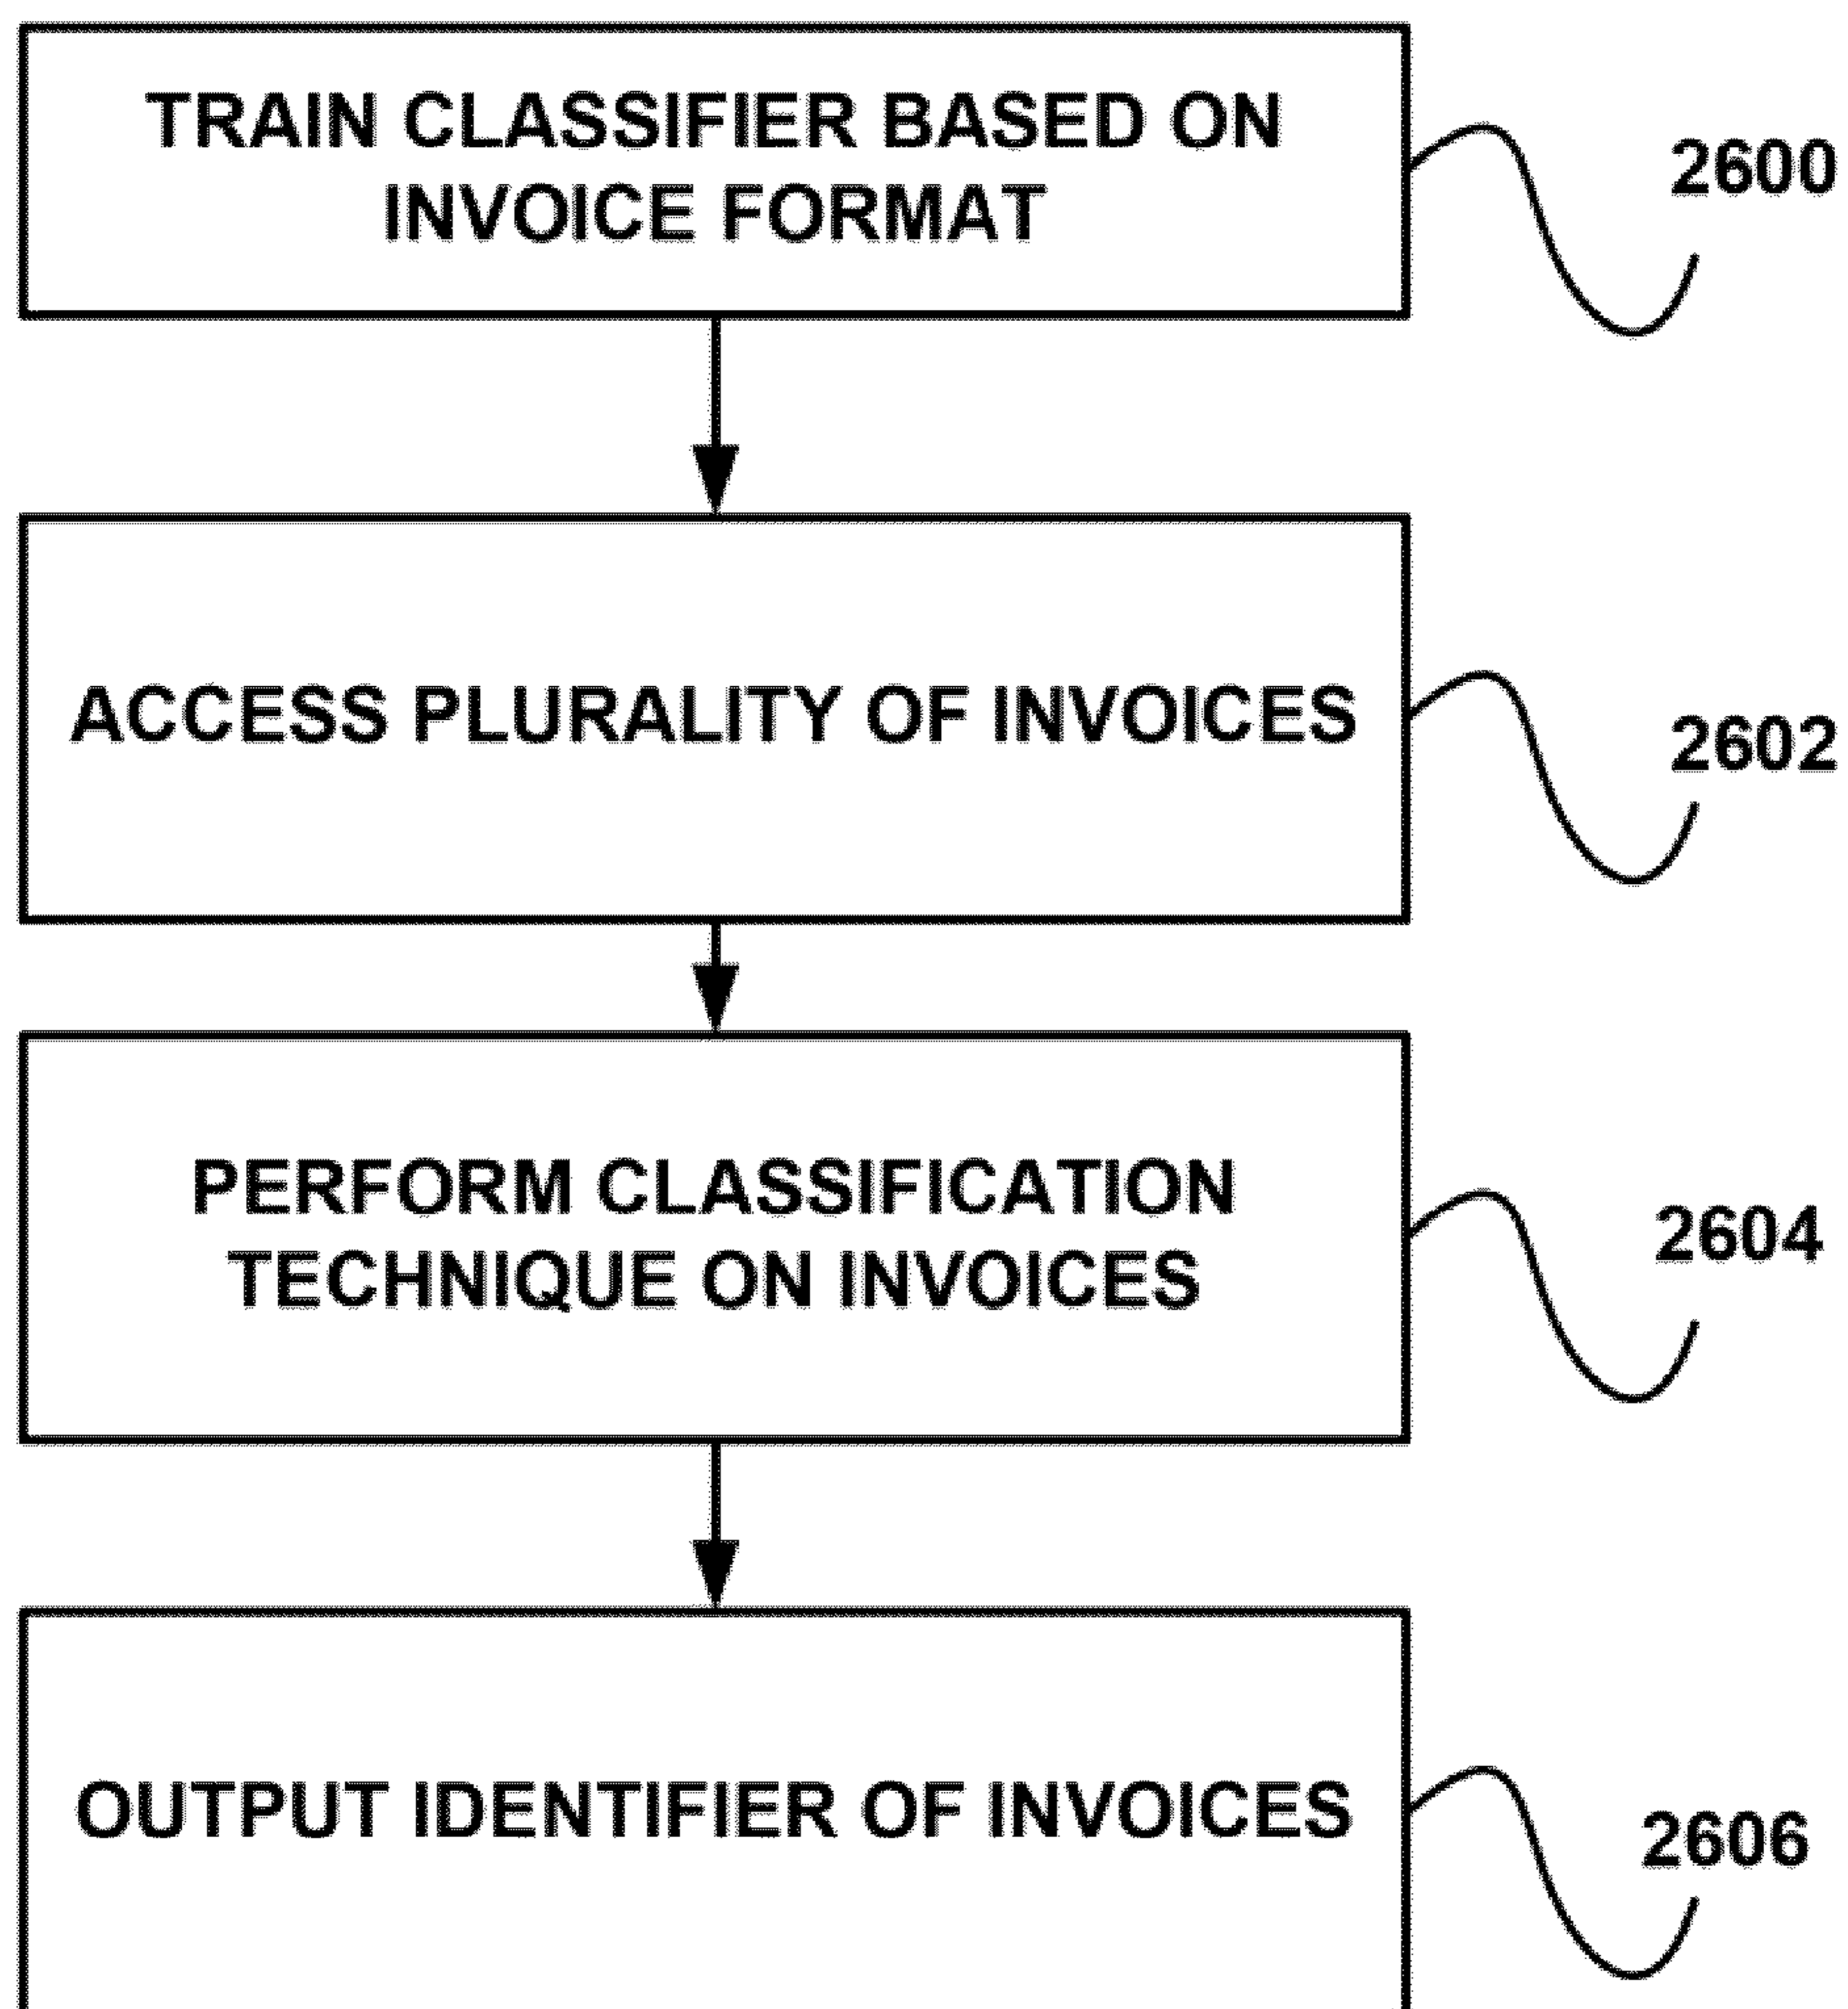 TRAIN CLASSIFIER BASED ON
INVOICE FORMAT
2600
ACCESS PLURALITY OF INVOICES
2602
PERFORM CLASSIFICATION
TECHNIQUE ON INVOICES
2604
OUTPUT IDENTIFIER OF INVOICES
2606